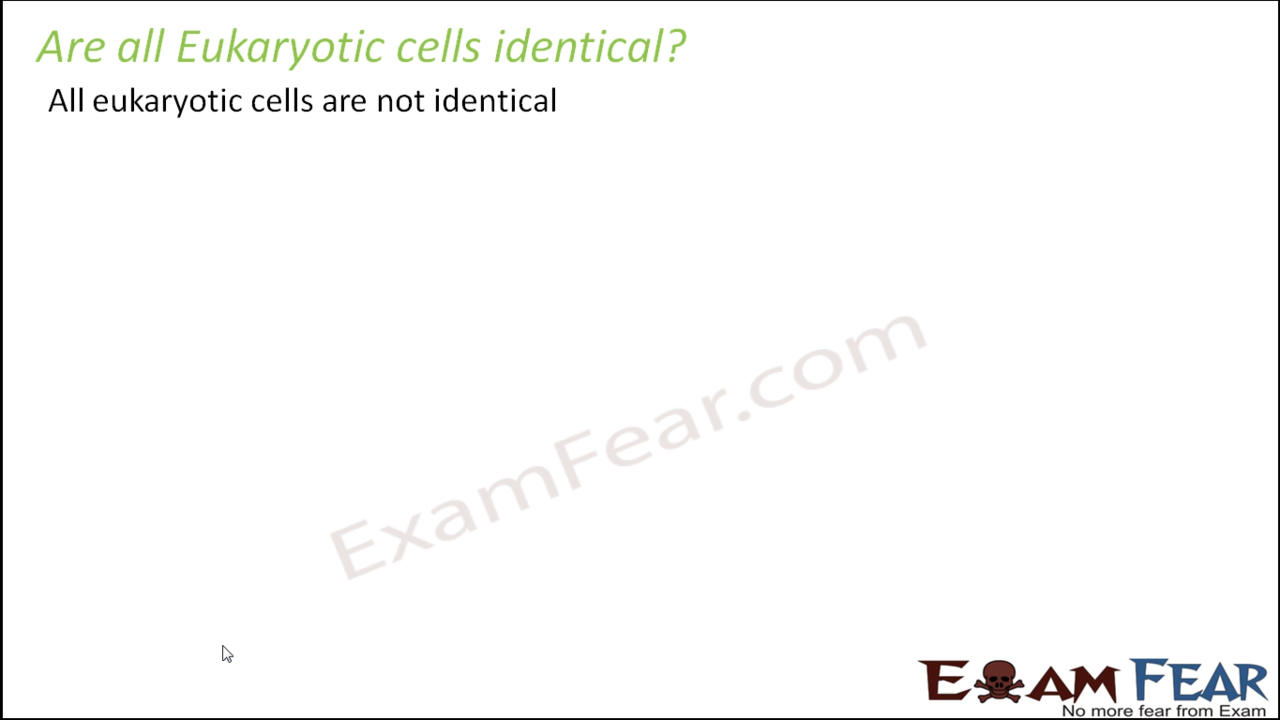 Are all Eukaryotic cells identical?
All eukaryotic cells are not identical
ExamFear.com
EXAM FEAR
No more fear from Exam